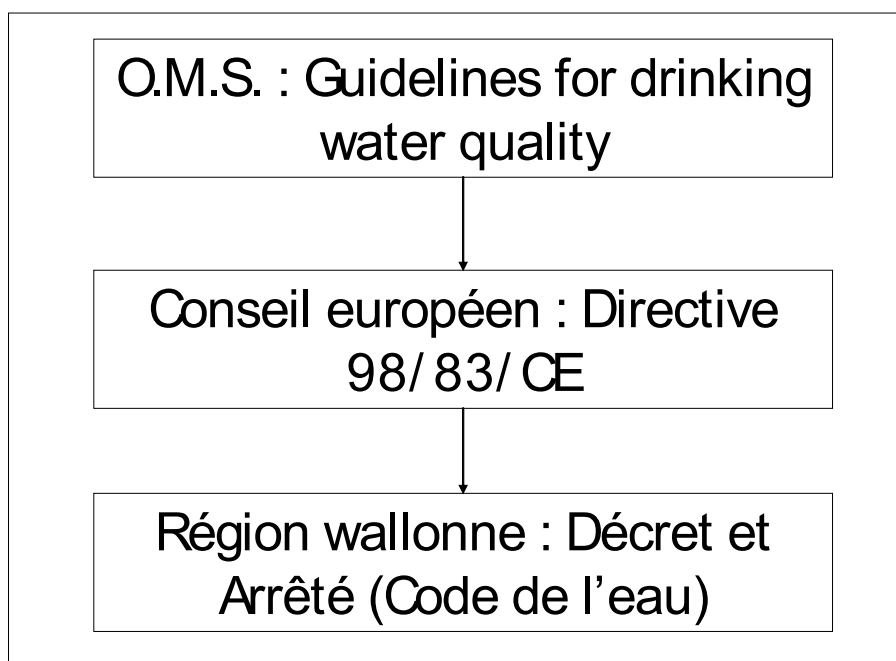 O.M.S. : Guidelines for drinking
water quality
Conseil européen : Directive
98/83/CE
Région wallonne : Décret et
Arrêté (Code de l’eau)